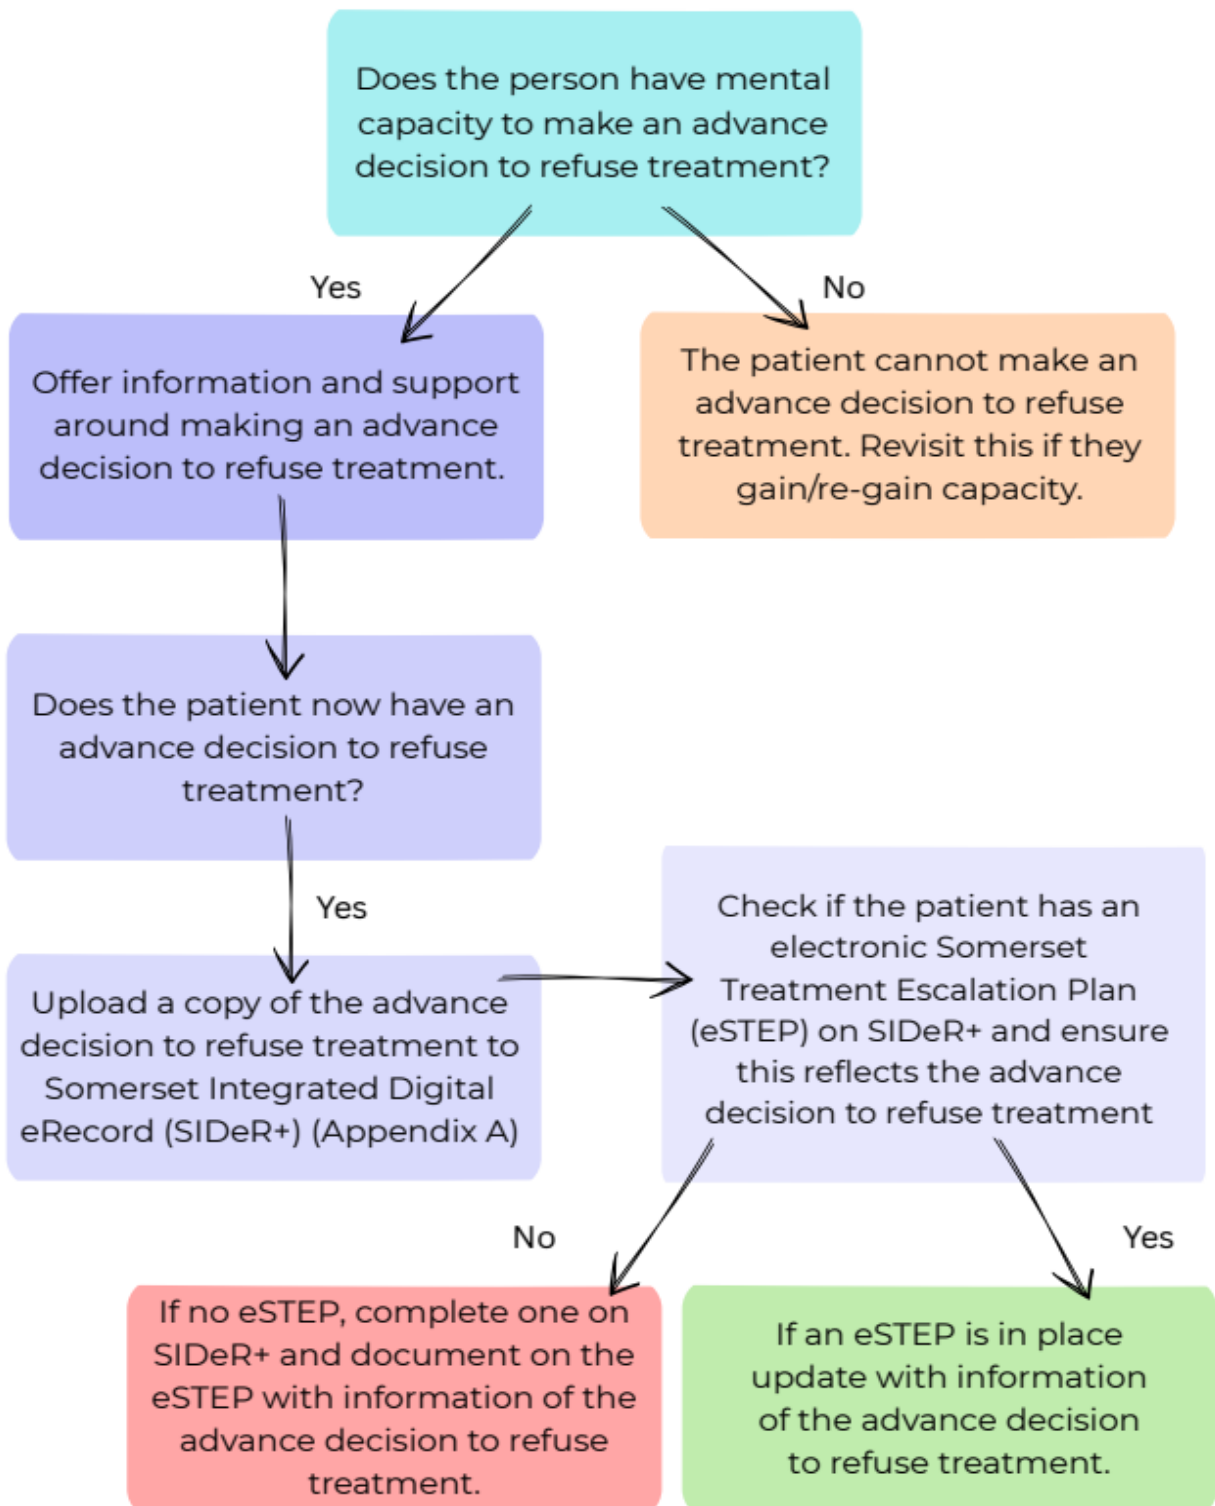 Does the person have mental
capacity to make an advance
decision to refuse treatment?
Yes
No
Offer information and support
around making an advance
decision to refuse treatment.
The patient cannot make an
advance decision to refuse
treatment. Revisit this if they
gain/re-gain capacity.
Does the patient now have an
advance decision to refuse
treatment?
Yes
Upload a copy of the advance
decision to refuse treatment to
Somerset Integrated Digital
eRecord (SIDeR+) (Appendix A)
Check if the patient has an
electronic Somerset
Treatment Escalation Plan
(eSTEP) on SIDeR+ and ensure
this reflects the advance
decision to refuse treatment
No
Yes
If no eSTEP, complete one on
SIDeR+ and document on the
eSTEP with information of the
advance decision to refuse
treatment.
If an eSTEP is in place
update with information
of the advance decision
to refuse treatment.